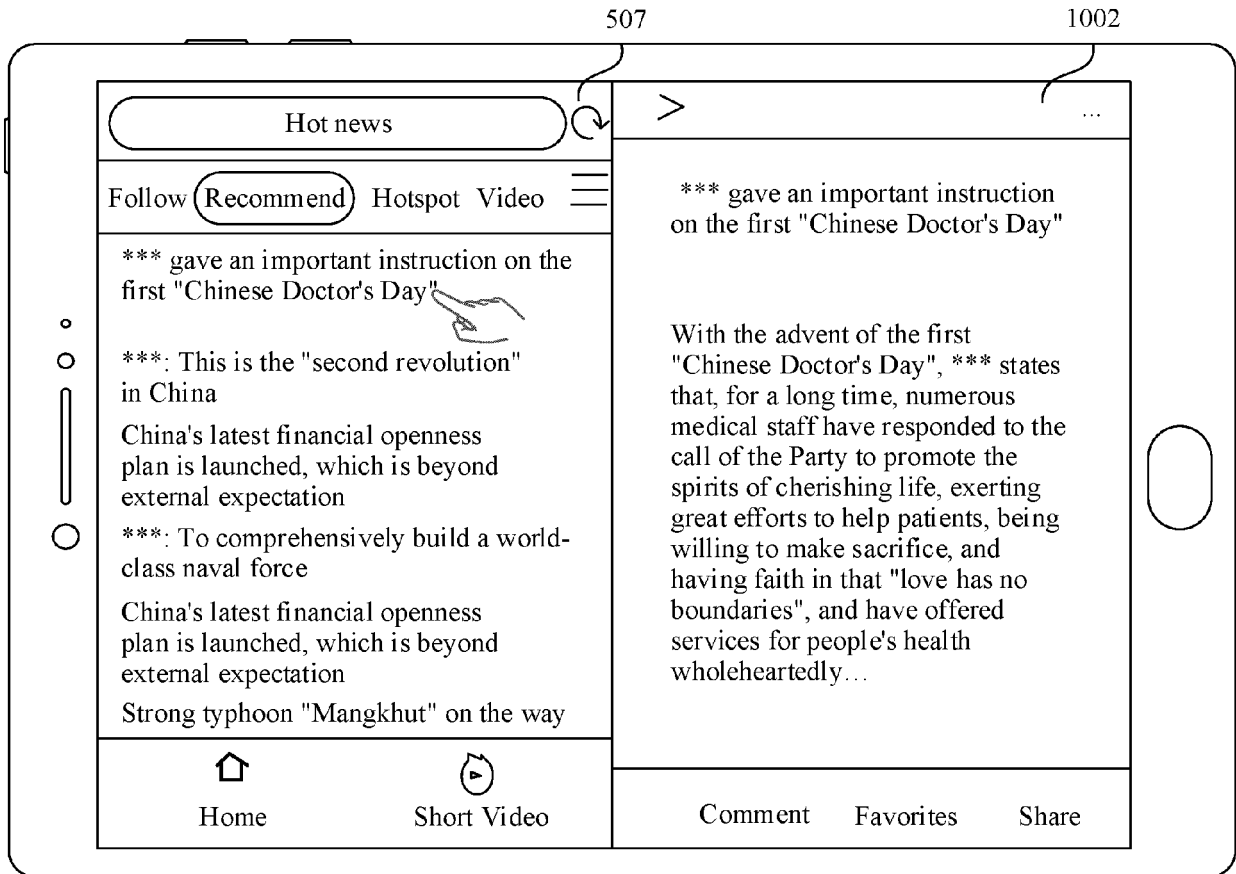 507
1002
Hot news
>
...
Follow Recommend Hotspot Video
*** gave an important instruction on the
first "Chinese Doctor's Day"
***: This is the "second revolution"
in China
China's latest financial openness
plan is launched, which is beyond
external expectation
***: To comprehensively build a world-
class naval force
China's latest financial openness
plan is launched, which is beyond
external expectation
Strong typhoon "Mangkhut" on the way
Home
Short Video
*** gave an important instruction
on the first "Chinese Doctor's Day"
With the advent of the first
"Chinese Doctor's Day", *** states
that, for a long time, numerous
medical staff have responded to the
call of the Party to promote the
spirits of cherishing life, exerting
great efforts to help patients, being
willing to make sacrifice, and
having faith in that "love has no
boundaries", and have offered
services for people's health
wholeheartedly...
Comment Favorites Share